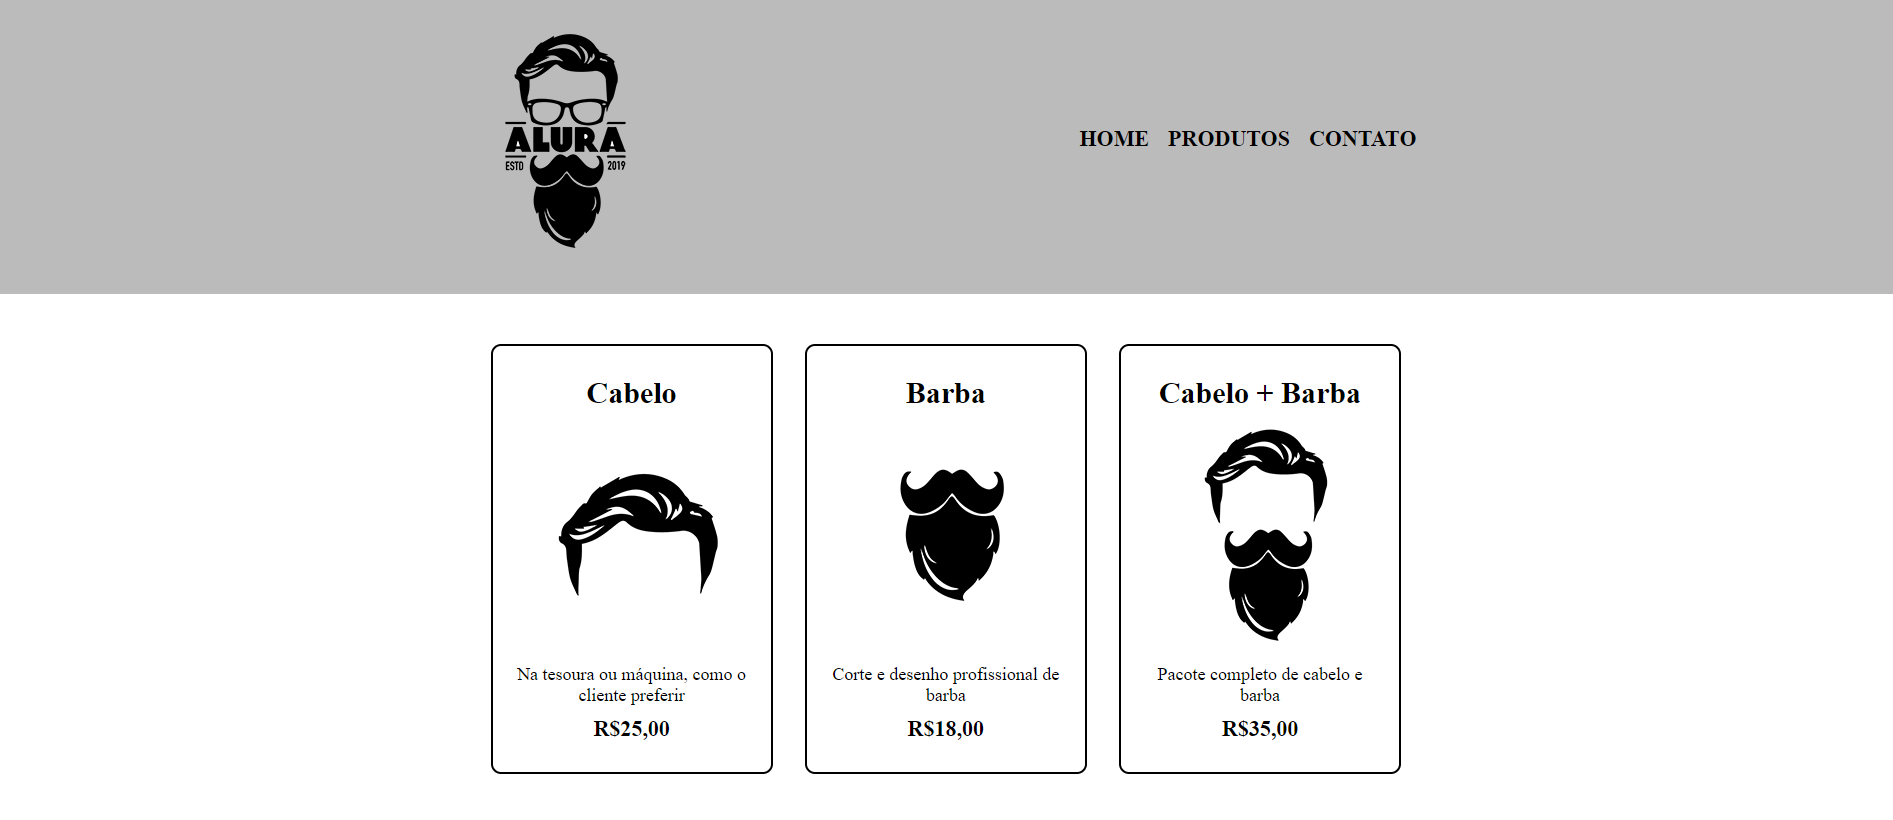 ALURA
ESTD 2019
HOME PRODUTOS CONTATO
Cabelo
Na tesoura ou máquina, como o
cliente preferir
R$25,00
Barba
Corte e desenho profissional de
barba
R$18,00
Cabelo + Barba
Pacote completo de cabelo e
barba
R$35,00